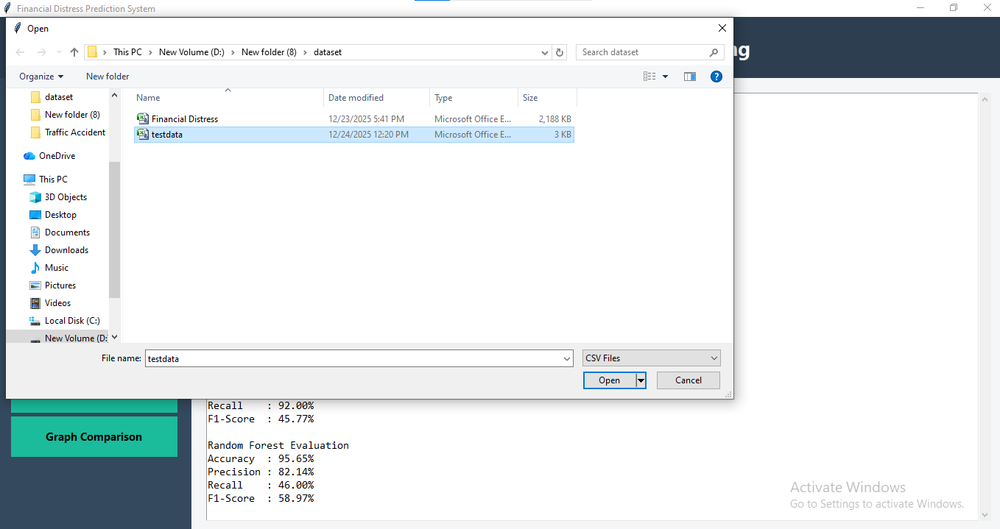 Financial Distress Prediction System
Open
ng
This PC > New Volume (D:) > New folder (8) > dataset
Search dataset
Organize
New folder
?
dataset
New folder (8)
Traffic Accident
OneDrive
This PC
3D Objects
Desktop
Documents
Downloads
Music
Pictures
Videos
Local Disk (C:)
New Volume (D:
Name Date modified Type Size
Financial Distress 12/23/2025 5:41 PM Microsoft Office E... 2,188 KB
testdata 12/24/2025 12:20 PM Microsoft Office E... 3 KB
File name: testdata CSV Files
Open Cancel
Graph Comparison
Recall : 92.00%
F1-Score : 45.77%
Random Forest Evaluation
Accuracy : 95.65%
Precision : 82.14%
Recall : 46.00%
F1-Score : 58.97%
Activate Windows
Go to Settings to activate Windows.